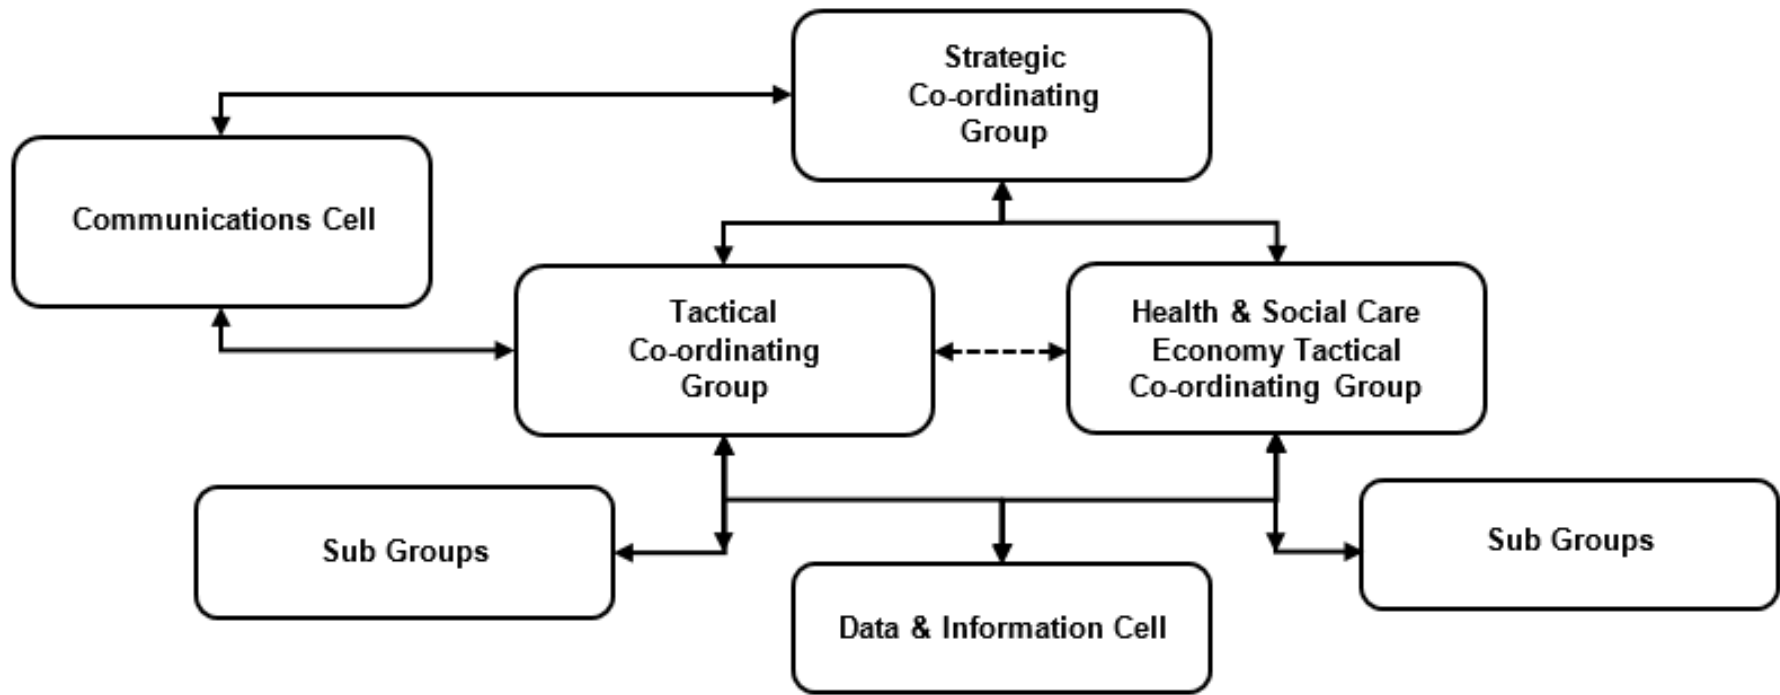 Strategic
Co-ordinating
Group
Communications Cell
Tactical
Co-ordinating
Group
Health & Social Care
Economy Tactical
Co-ordinating Group
Sub Groups
Sub Groups
Data & Information Cell